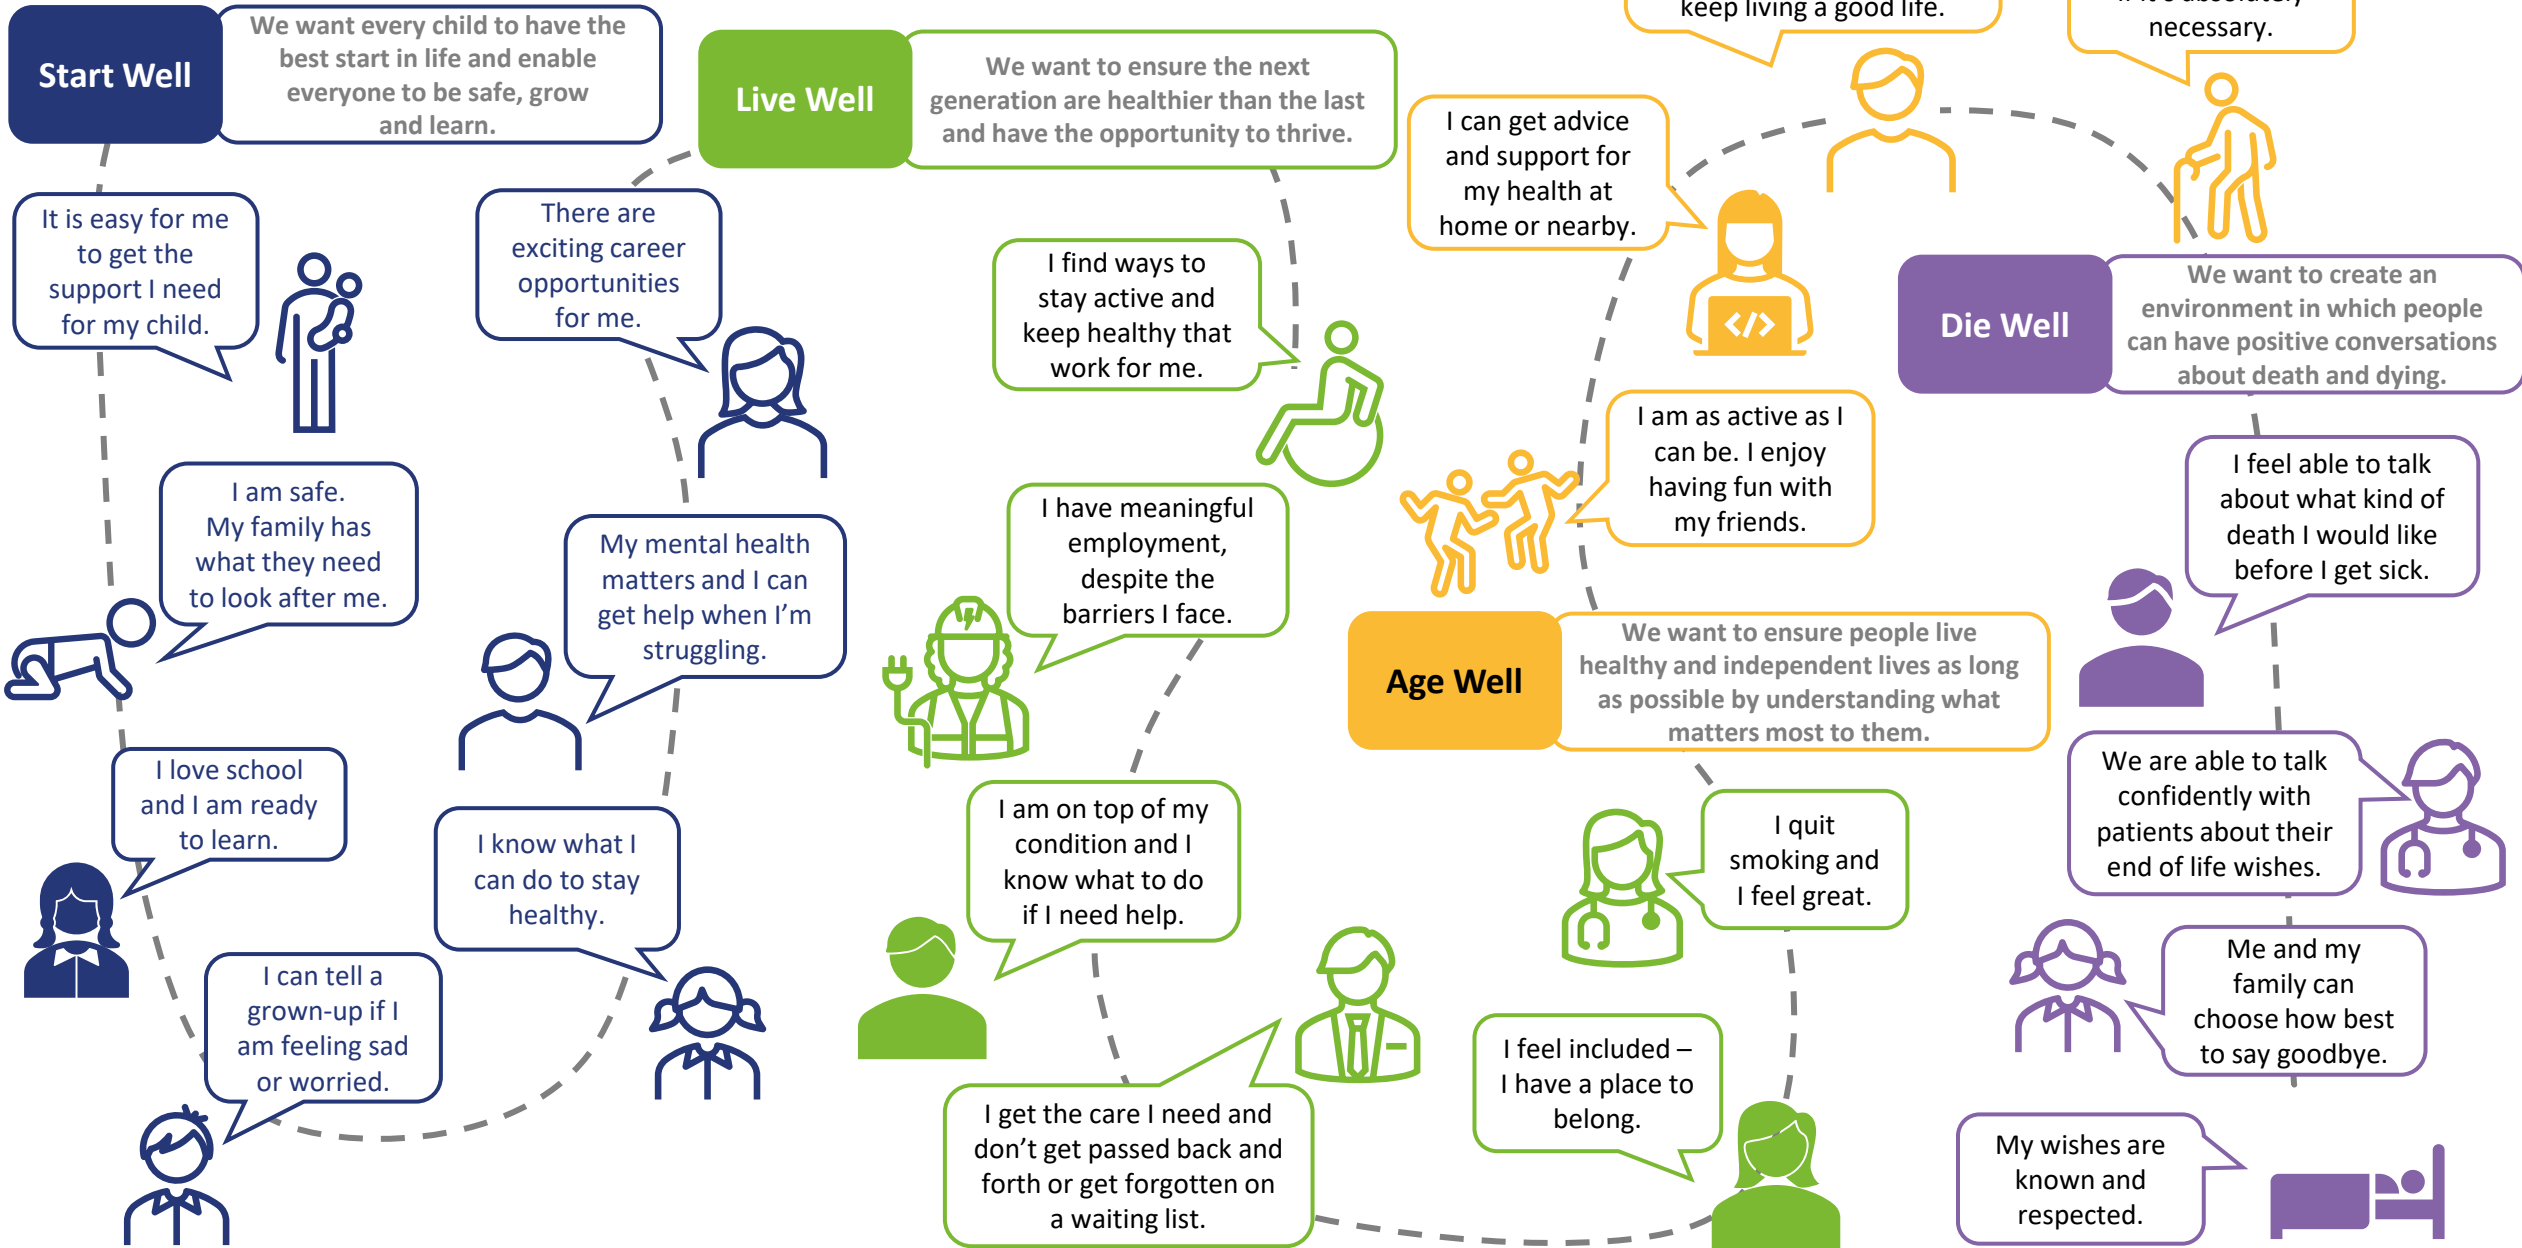 Start Well
We want every child to have the
best start in life and enable
everyone to be safe, grow
and learn.
It is easy for me
to get the
support I need
for my child.
I am safe.
My family has
what they need
to look after me.
I love school
and I am ready
to learn.
I can tell a
grown-up if I
am feeling sad
or worried.
I know what I
can do to stay
healthy.
My mental health
matters and I can
get help when I’m
struggling.
There are
exciting career
opportunities
for me.
Live Well
We want to ensure the next
generation are healthier than the last
and have the opportunity to thrive.
I find ways to
stay active and
keep healthy that
work for me.
I have meaningful
employment,
despite the
barriers I face.
I am on top of my
condition and I
know what to do
if I need help.
I get the care I need and
don’t get passed back and
forth or get forgotten on
a waiting list.
I feel included –
I have a place to
belong.
I quit
smoking and
I feel great.
Age Well
We want to ensure people live
healthy and independent lives as long
as possible by understanding what
matters most to them.
I am as active as I
can be. I enjoy
having fun with
my friends.
I can get advice
and support for
my health at
home or nearby.
keep living a good life.
necessary.
Die Well
We want to create an
environment in which people
can have positive conversations
about death and dying.
I feel able to talk
about what kind of
death I would like
before I get sick.
We are able to talk
confidently with
patients about their
end of life wishes.
Me and my
family can
choose how best
to say goodbye.
My wishes are
known and
respected.